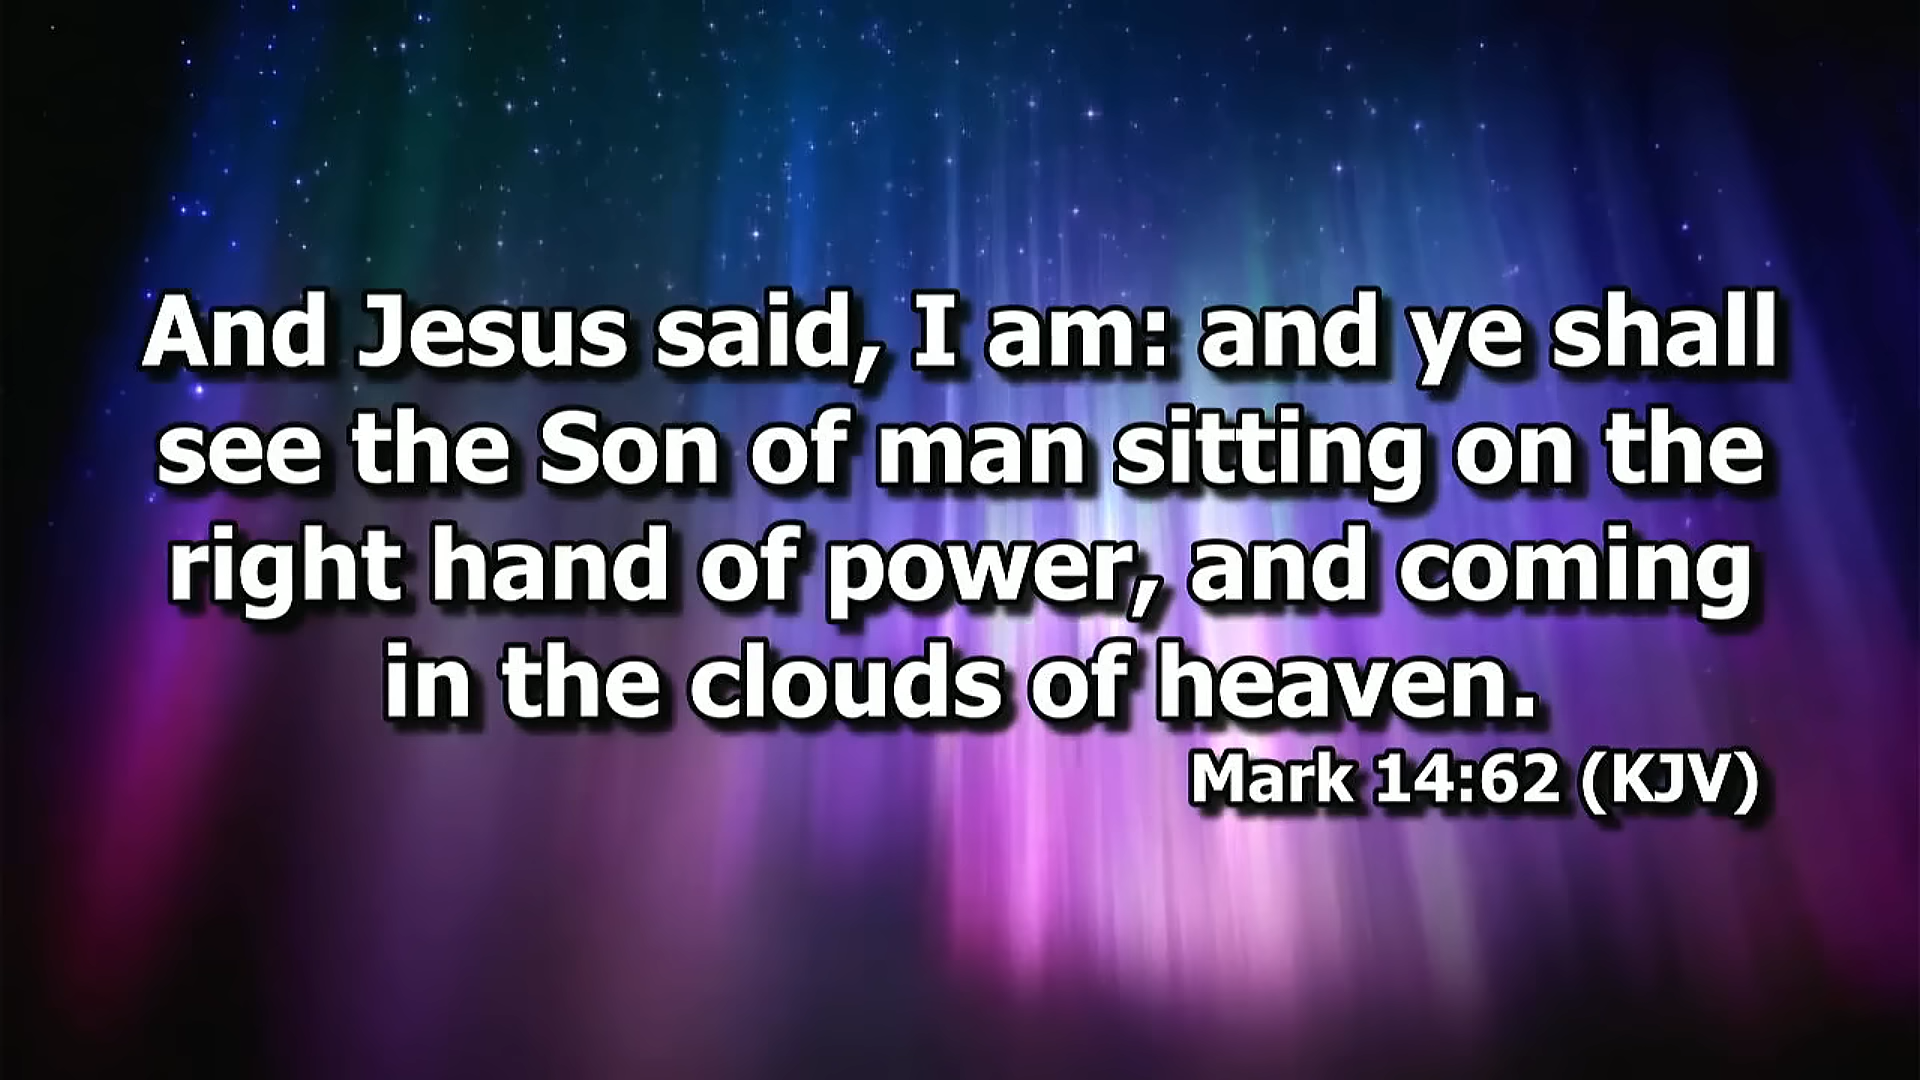 And Jesus said, I am: and ye shall
see the Son of man sitting on the
right hand of power, and coming
in the clouds of heaven.
Mark 14:62 (KJV)